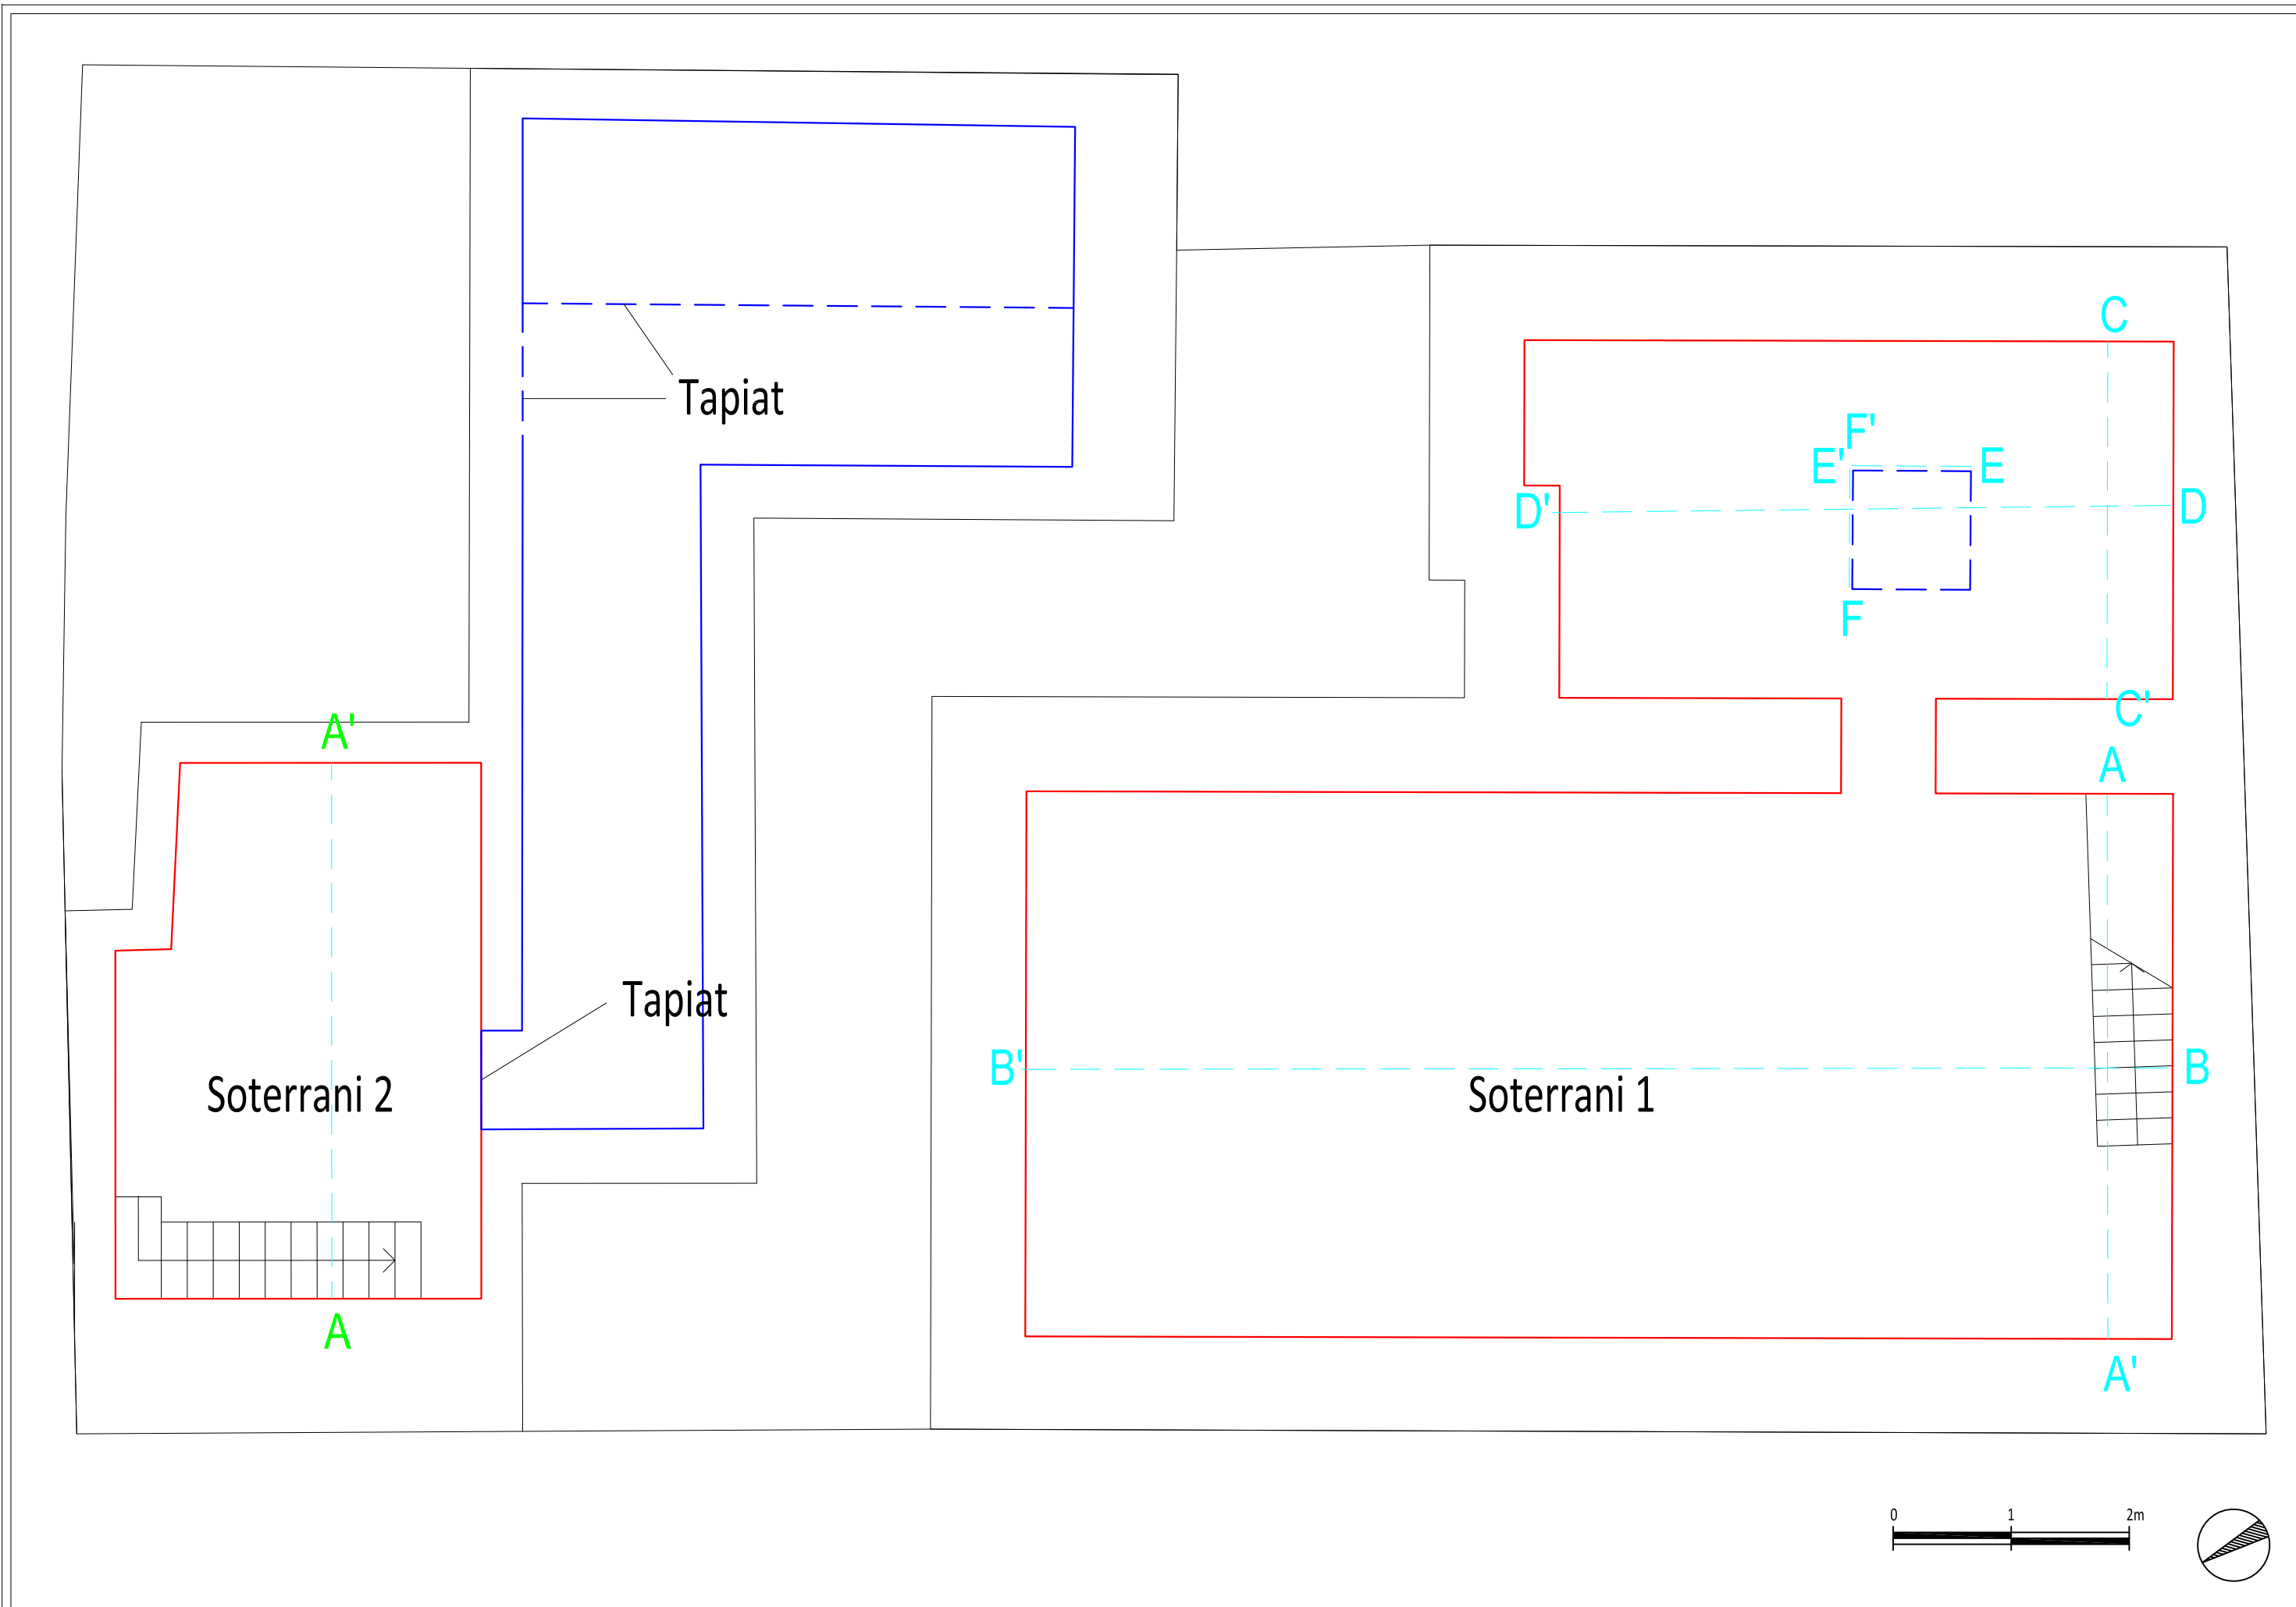 C
Tapiat
F'
E'
E
D'
D
F
C'
A'
A
Tapiat
B'
B
Soterrani 2
Soterrani 1
A
A'
0 1 2m